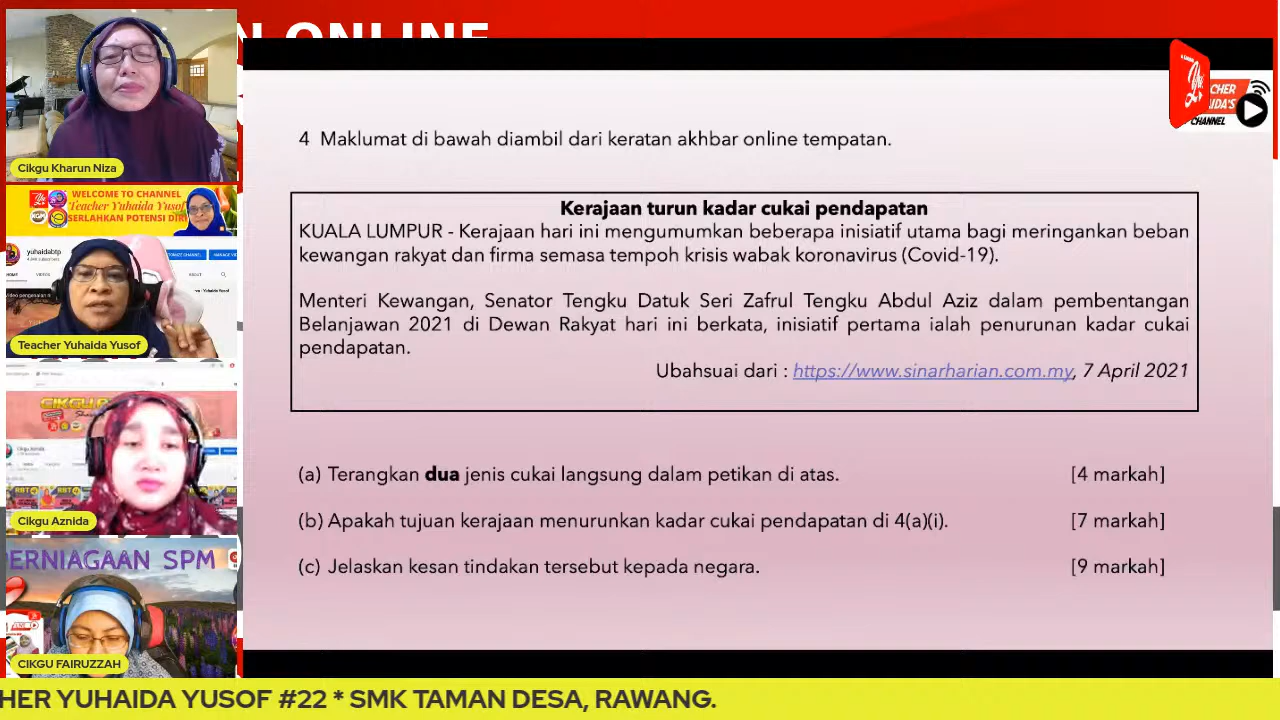 N ONLINE
Cikgu Kharun Niza
WELCOME TO CHANNEL
Teacher Yuhaida Yusof
SERLAHKAN POTENSI DIRI
yuhaidabtp
Teacher Yuhaida Yusof
Cikgu Aznida
PERNIAGAAN SPM
CIKGU FAIRUZZAH
CHANNEL
4 Maklumat di bawah diambil dari keratan akhbar online tempatan.
Kerajaan turun kadar cukai pendapatan
KUALA LUMPUR - Kerajaan hari ini mengumumkan beberapa inisiatif utama bagi meringankan beban
kewangan rakyat dan firma semasa tempoh krisis wabak koronavirus (Covid-19).
Menteri Kewangan, Senator Tengku Datuk Seri Zafrul Tengku Abdul Aziz dalam pembentangan
Belanjawan 2021 di Dewan Rakyat hari ini berkata, inisiatif pertama ialah penurunan kadar cukai
pendapatan.
Ubahsuai dari : https://www.sinarharian.com.my, 7 April 2021
(a) Terangkan dua jenis cukai langsung dalam petikan di atas. [4 markah]
(b) Apakah tujuan kerajaan menurunkan kadar cukai pendapatan di 4(a)(i). [7 markah]
(c) Jelaskan kesan tindakan tersebut kepada negara. [9 markah]
HER YUHAIDA YUSOF #22 * SMK TAMAN DESA, RAWANG.